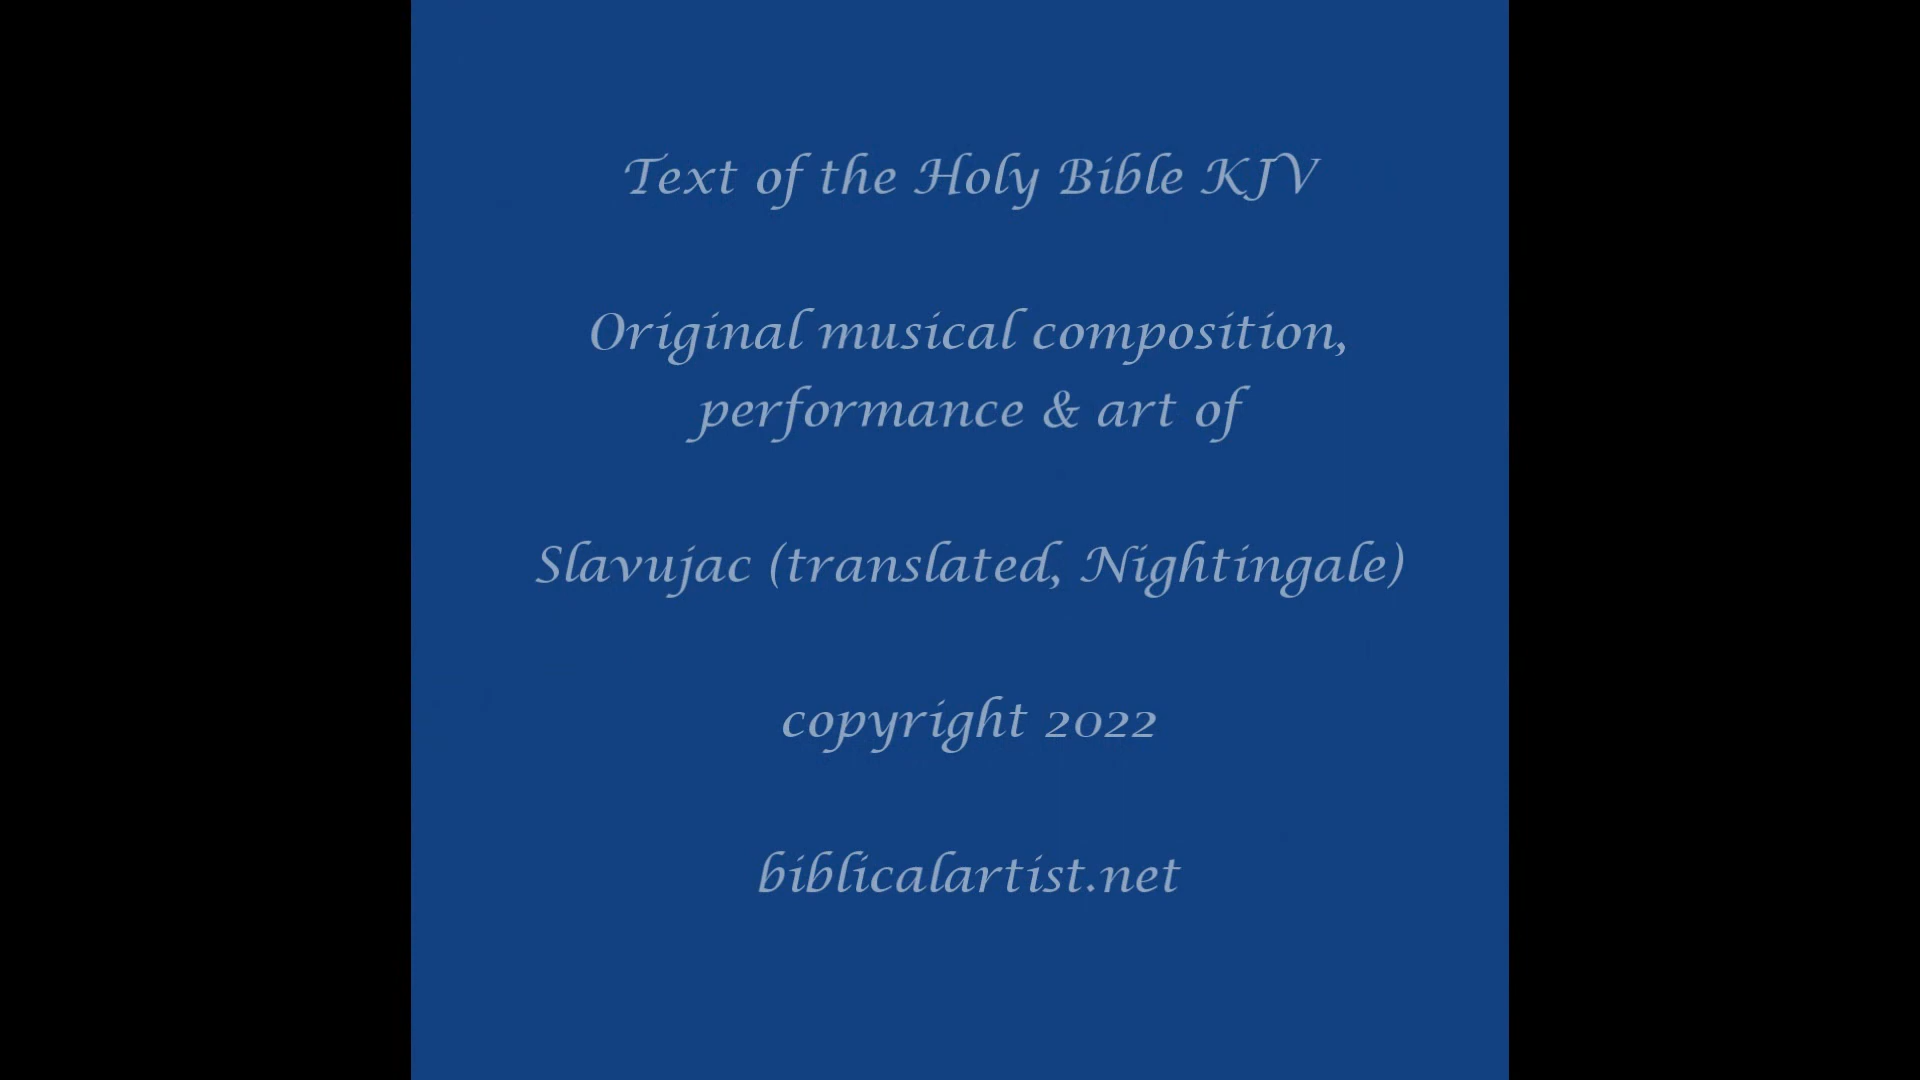 Text of the Holy Bible KJV
Original musical composition,
performance & art of
Slavujac (translated, Nightingale)
copyright 2022
biblicalartist.net